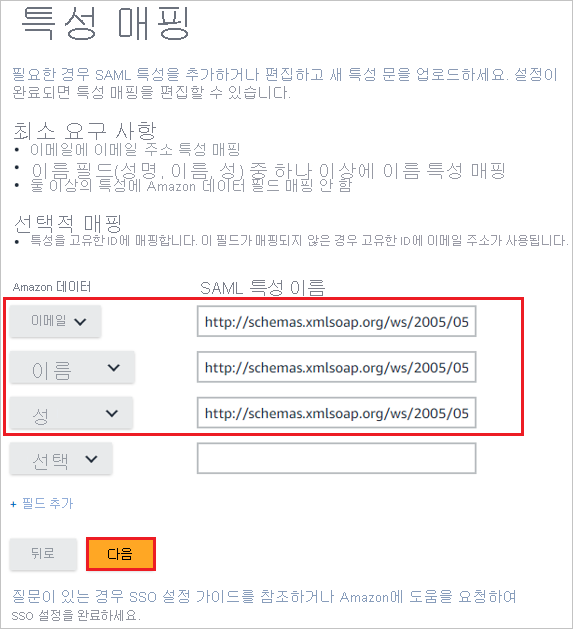 특성 매핑
필요한 경우 SAML 특성을 추가하거나 편집하고 새 특성 문을 업로드하세요. 설정이
완료되면 특성 매핑을 편집할 수 있습니다.
최소 요구 사항
• 이메일에 이메일 주소 특성 매핑
• 이름 필드(성명, 이름, 성) 중 하나 이상에 이름 특성 매핑
• 둘 이상의 특성에 Amazon 데이터 필드 매핑 안 함
선택적 매핑
• 특성을 고유한 ID에 매핑합니다. 이 필드가 매핑되지 않은 경우 고유한 ID에 이메일 주소가 사용됩니다.
Amazon 데이터 SAML 특성 이름
이메일 http://schemas.xmlsoap.org/ws/2005/05
이름 http://schemas.xmlsoap.org/ws/2005/05
성 http://schemas.xmlsoap.org/ws/2005/05
선택
+ 필드 추가
뒤로 다음
질문이 있는 경우 SSO 설정 가이드를 참조하거나 Amazon에 도움을 요청하여
SSO 설정을 완료하세요.